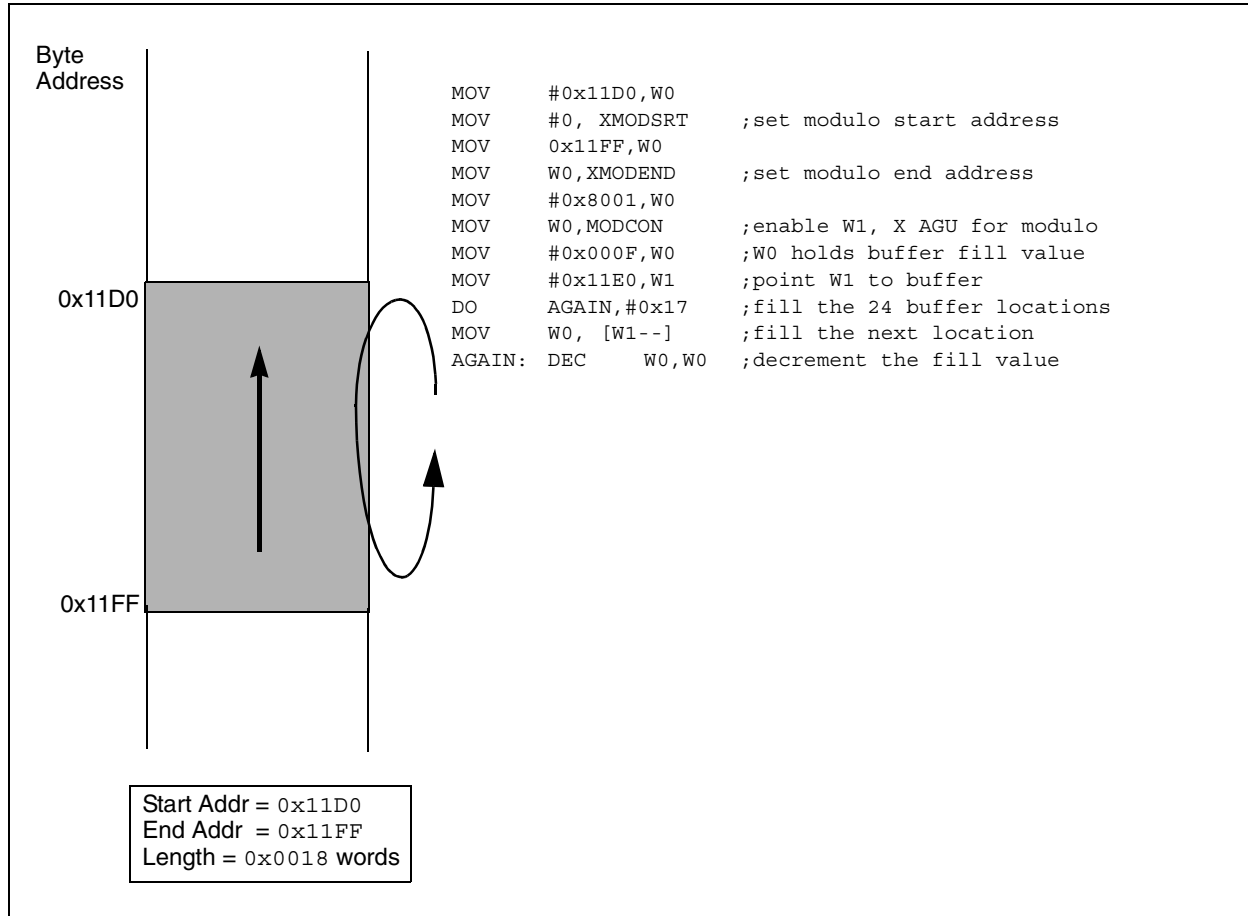 Byte
Address
MOV #0x11D0,W0
MOV #0, XMODSRT ;set modulo start address
MOV 0x11FF,W0
MOV W0,XMODEND ;set modulo end address
MOV #0x8001,W0
MOV W0,MODCON ;enable W1, X AGU for modulo
MOV #0x000F,W0 ;W0 holds buffer fill value
MOV #0x11E0,W1 ;point W1 to buffer
DO AGAIN,#0x17 ;fill the 24 buffer locations
MOV W0, [W1--] ;fill the next location
AGAIN: DEC W0,W0 ;decrement the fill value
0x11D0
0x11FF
Start Addr = 0x11D0
End Addr = 0x11FF
Length = 0x0018 words